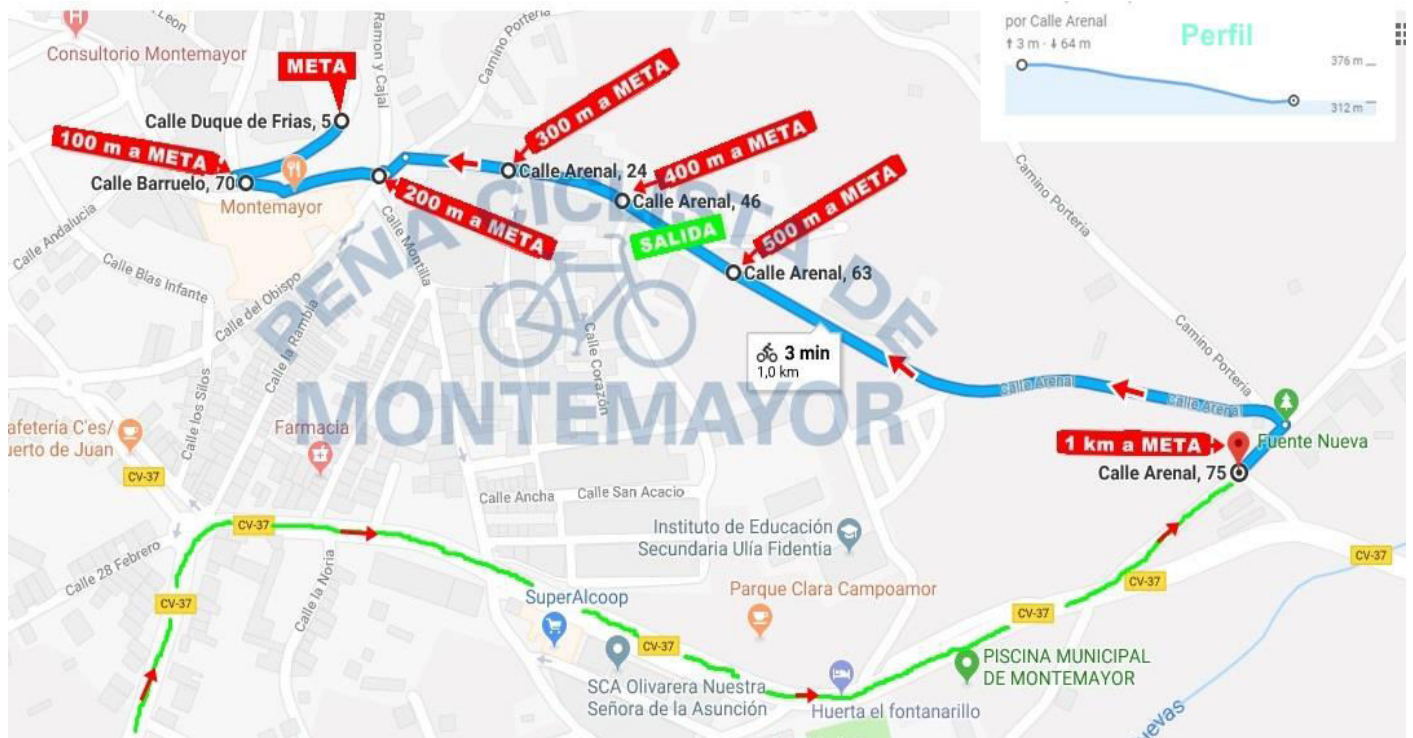 por Calle Arenal
↑ 3 m · ↓ 64 m
Perfil
376 m
312 m
Leon
Consultorio Montemayor
META
Ramon y Cajal
Camino Porteria
Calle Duque de Frias, 5
100 m a META
Calle Barruelo, 70
Montemayor
200 m a META
300 m a META
Calle Arenal, 24
400 m a META
Calle Arenal, 46
SALIDA
500 m a META
Calle Arenal, 63
Camino Porteria
Camino Porteria
Calle Andalucia
Calle Blas Infante
Calle del Obispo
Calle Montilla
Calle la Rambla
Calle Corazón
Calle los Silos
PEÑA CICLISTA DE
MONTEMAYOR
3 min
1,0 km
Calle Arenal
Calle Arenal
Fuente Nueva
1 km a META
Calle Arenal, 75
afetería C'es/
uerto de Juan
Farmacia
CV-37
CV-37
CV-37
Calle 28 Febrero
Calle la Noria
Calle Ancha
Calle San Acacio
Instituto de Educación
Secundaria Ulía Fidentia
SuperAlcoop
Parque Clara Campoamor
CV-37
CV-37
CV-37
CV-37
SCA Olivarera Nuestra
Señora de la Asunción
Huerta el fontanarillo
PISCINA MUNICIPAL
DE MONTEMAYOR
uevas